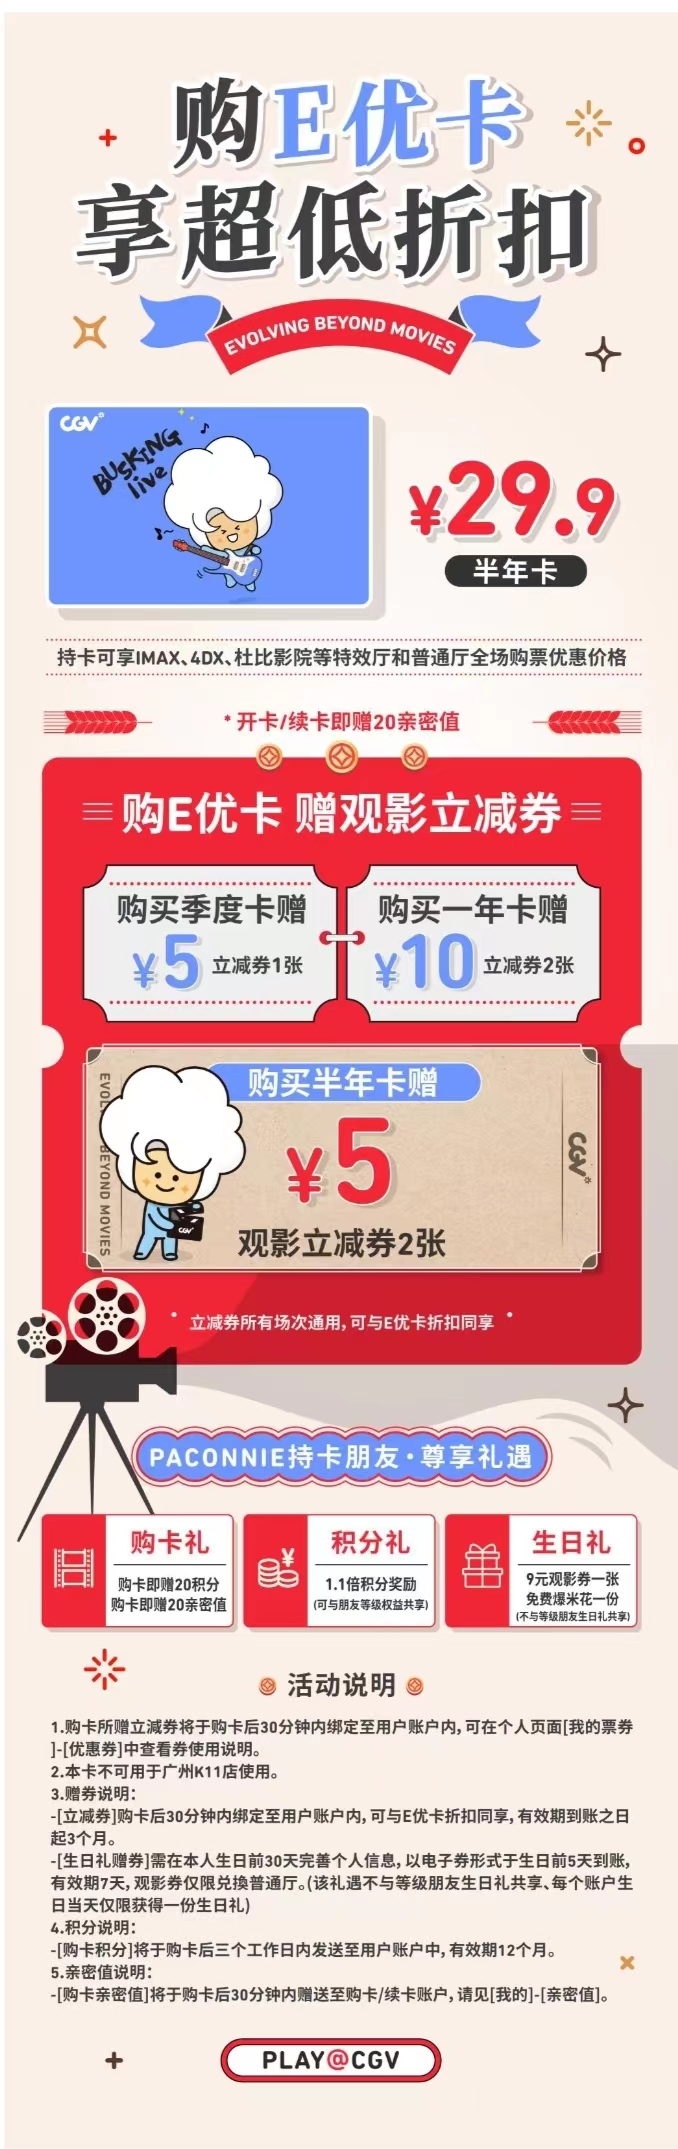 购E优卡
享超低折扣
EVOLVING BEYOND MOVIES
CGV*
BUSKING
live
¥29.9
半年卡
持卡可享IMAX、4DX、杜比影院等特效厅和普通厅全场购票优惠价格
*开卡/续卡即赠20亲密值
购E优卡 赠观影立减券
购买季度卡赠
¥5 立减券1张
购买一年卡赠
¥10 立减券2张
购买半年卡赠
¥5
观影立减券2张
EVOLV BEYOND MOVIES
CGV
CGV*
• 立减券所有场次通用,可与E优卡折扣同享 •
PACONNIE持卡朋友·尊享礼遇
购卡礼
购卡即赠20积分
购卡即赠20亲密值
积分礼
1.1倍积分奖励
(可与朋友等级权益共享)
生日礼
9元观影券一张
免费爆米花一份
(不与等级朋友生日礼共享)
活动说明
1.购卡所赠立减券将于购卡后30分钟内绑定至用户账户内,可在个人页面[我的票券
]-[优惠券]中查看券使用说明。
2.本卡不可用于广州K11店使用。
3.赠券说明:
-[立减券]购卡后30分钟内绑定至用户账户内,可与E优卡折扣同享,有效期到账之日
起3个月。
-[生日礼赠券]需在本人生日前30天完善个人信息,以电子券形式于生日前5天到账,
有效期7天,观影券仅限兑换普通厅。(该礼遇不与等级朋友生日礼共享、每个账户生
日当天仅限获得一份生日礼)
4.积分说明:
-[购卡积分]将于购卡后三个工作日内发送至用户账户中,有效期12个月。
5.亲密值说明:
-[购卡亲密值]将于购卡后30分钟内赠送至购卡/续卡账户,请见[我的]-[亲密值]。
PLAY@CGV